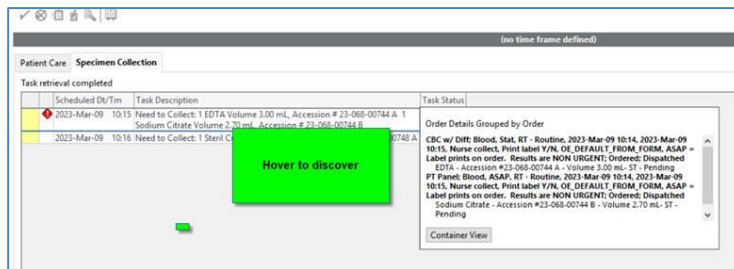 (no time frame defined)
Patient Care Specimen Collection
Task retrieval completed
Scheduled Dt/Tm Task Description Task Status
2023-Mar-09 10:15 Need to Collect: 1 EDTA Volume 3.00 mL, Accession # 23-068-00744 A 1
Sodium Citrate Volume 2.70 mL, Accession # 23-068-00744 B
2023-Mar-09 10:16 Need to Collect: 1 Steril 00748 A
Hover to discover
Order Details Grouped by Order
CBC w/ Diff; Blood, Stat, RT - Routine, 2023-Mar-09 10:14, 2023-Mar-09
10:15, Nurse collect, Print label Y/N, OE_DEFAULT_FROM_FORM, ASAP =
Label prints on order. Results are NON URGENT; Ordered; Dispatched
EDTA - Accession #23-068-00744 A - Volume 3.00 mL- ST - Pending
PT Panel; Blood, ASAP, RT - Routine, 2023-Mar-09 10:14, 2023-Mar-09
10:15, Nurse collect, Print label Y/N, OE_DEFAULT_FROM_FORM, ASAP =
Label prints on order. Results are NON URGENT; Ordered; Dispatched
Sodium Citrate - Accession #23-068-00744 B - Volume 2.70 mL- ST -
Pending
Container View